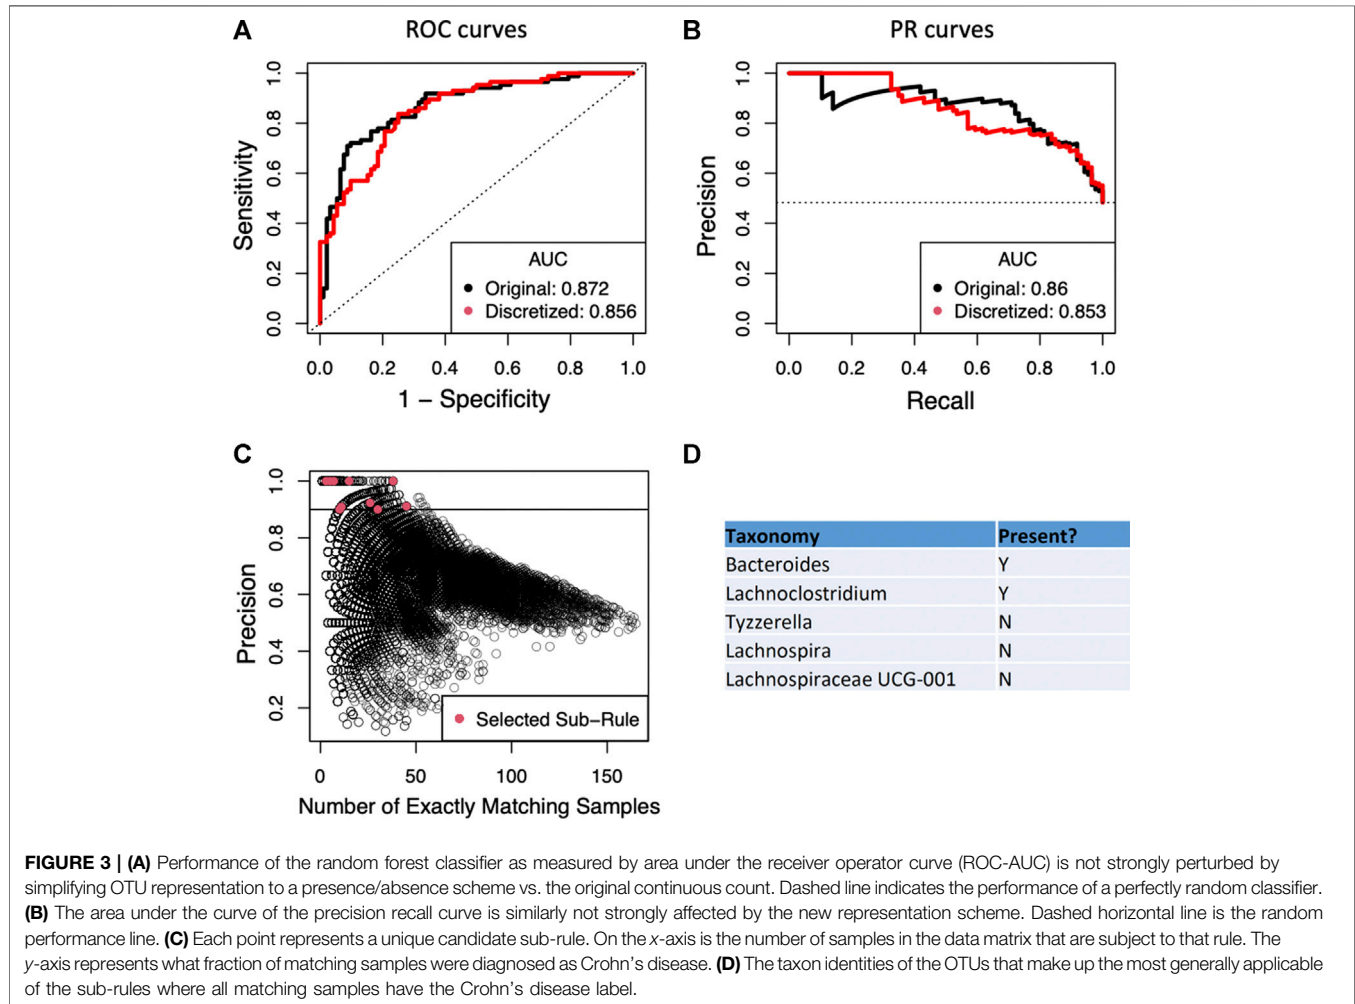 A
ROC curves
Sensitivity
1.0
0.8
0.6
0.4
0.2
0.0
AUC
Original: 0.872
Discretized: 0.856
0.0 0.2 0.4 0.6 0.8 1.0
1 – Specificity
B
PR curves
Precision
1.0
0.8
0.6
0.4
0.2
0.0
AUC
Original: 0.86
Discretized: 0.853
0.0 0.2 0.4 0.6 0.8 1.0
Recall
C
Precision
1.0
0.8
0.6
0.4
0.2
Selected Sub–Rule
0 50 100 150
Number of Exactly Matching Samples
D
Taxonomy Present?
Bacteroides Y
Lachnoclostridium Y
Tyzzerella N
Lachnospira N
Lachnospiraceae UCG-001 N
FIGURE 3 | (A) Performance of the random forest classifier as measured by area under the receiver operator curve (ROC-AUC) is not strongly perturbed by
simplifying OTU representation to a presence/absence scheme vs. the original continuous count. Dashed line indicates the performance of a perfectly random classifier.
(B) The area under the curve of the precision recall curve is similarly not strongly affected by the new representation scheme. Dashed horizontal line is the random
performance line. (C) Each point represents a unique candidate sub-rule. On the x-axis is the number of samples in the data matrix that are subject to that rule. The
y-axis represents what fraction of matching samples were diagnosed as Crohn's disease. (D) The taxon identities of the OTUs that make up the most generally applicable
of the sub-rules where all matching samples have the Crohn's disease label.